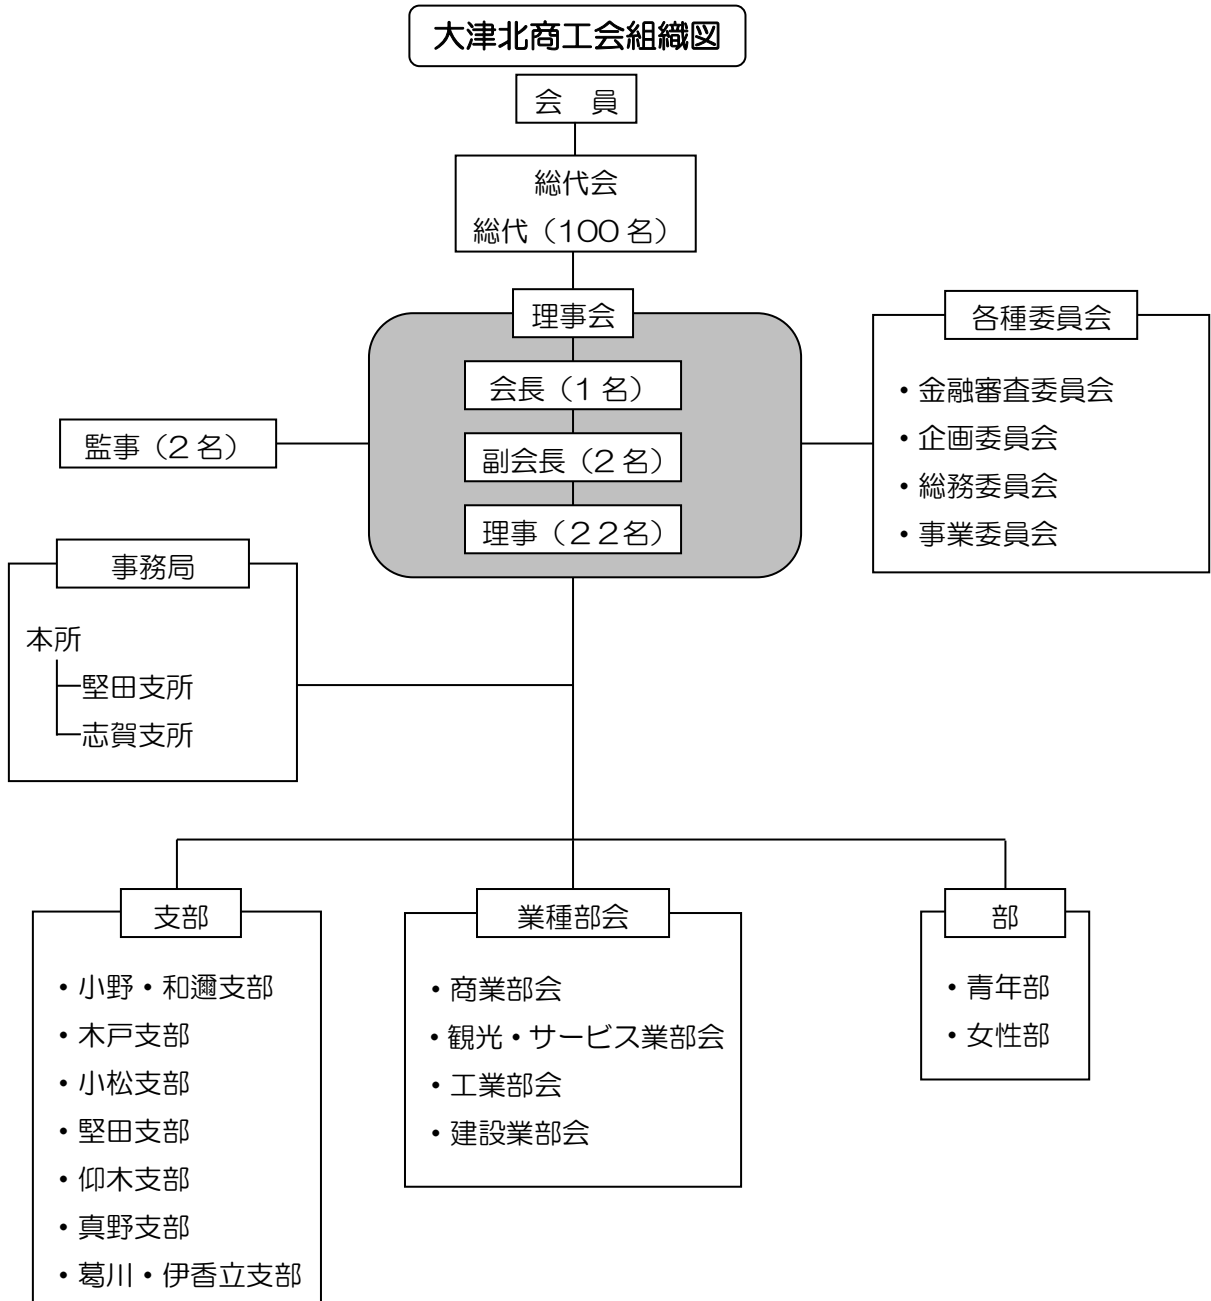 大津北商工会組織図
会　員
総代会
総代（100名）
理事会
会長（1名）
副会長（2名）
理事（２２名）
監事（2名）
各種委員会
・金融審査委員会
・企画委員会
・総務委員会
・事業委員会
事務局
本所
堅田支所
志賀支所
支部
・小野・和邇支部
・木戸支部
・小松支部
・堅田支部
・仰木支部
・真野支部
・葛川・伊香立支部
業種部会
・商業部会
・観光・サービス業部会
・工業部会
・建設業部会
部
・青年部
・女性部